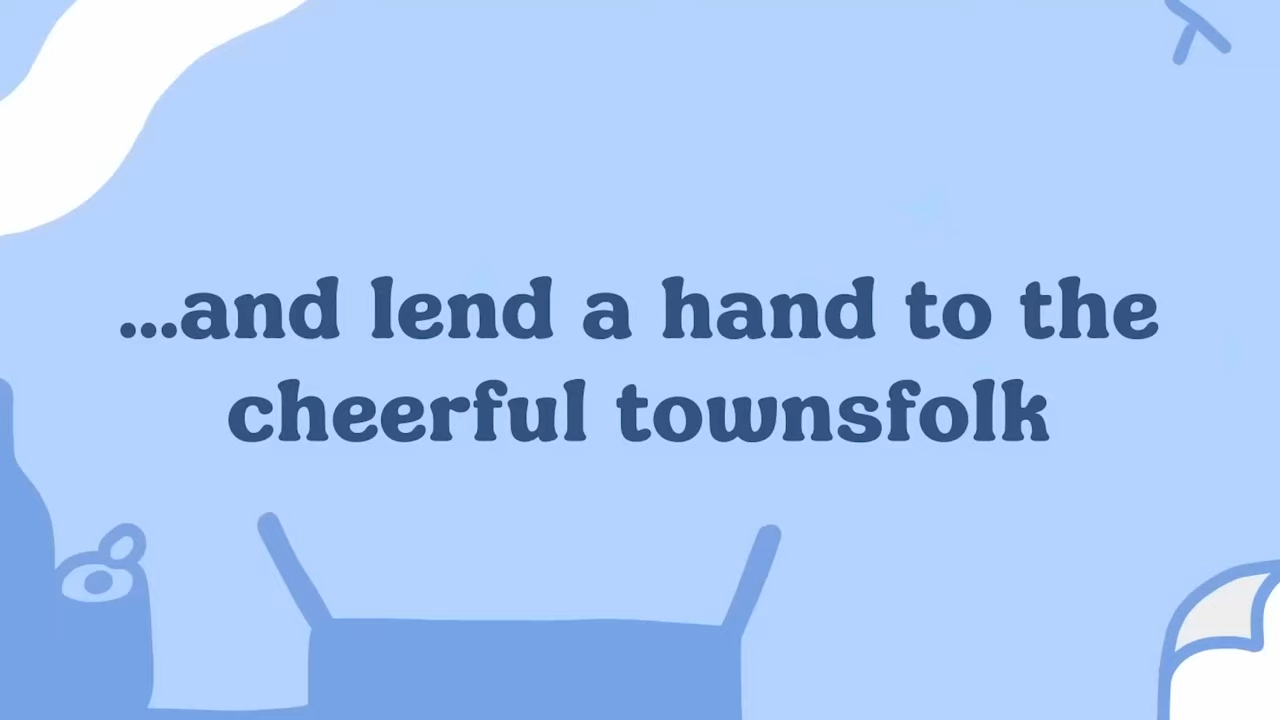 ...and lend a hand to the
cheerful townsfolk